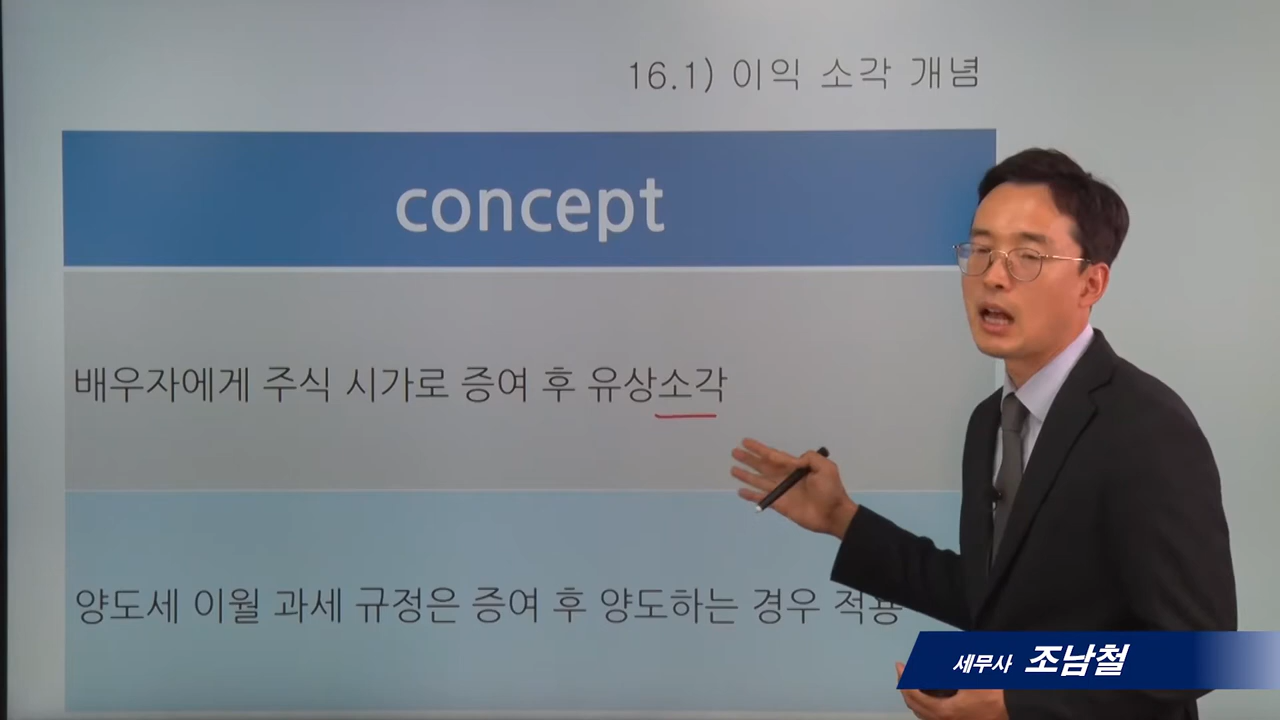 16.1) 이익 소각 개념
concept
배우자에게 주식 시가로 증여 후 유상소각
양도세 이월 과세 규정은 증여 후 양도하는 경우 적용
세무사 조남철